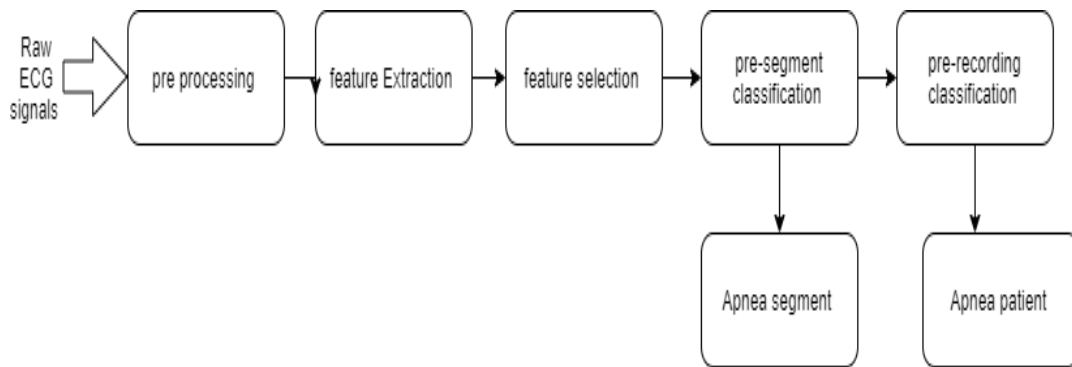 Raw
ECG
signals
pre processing
feature Extraction
feature selection
pre-segment
classification
pre-recording
classification
Apnea segment
Apnea patient